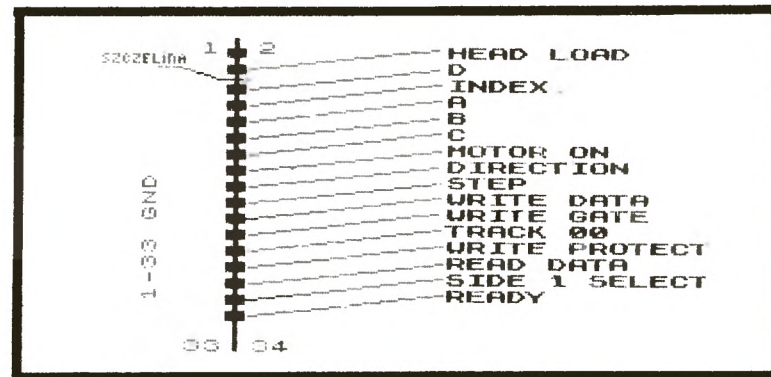 1 2
SZCZELINA
HEAD LOAD
D
INDEX
A
B
C
MOTOR ON
DIRECTION
STEP
WRITE DATA
WRITE GATE
TRACK 00
WRITE PROTECT
READ DATA
SIDE 1 SELECT
READY
1-33 GND
33 34